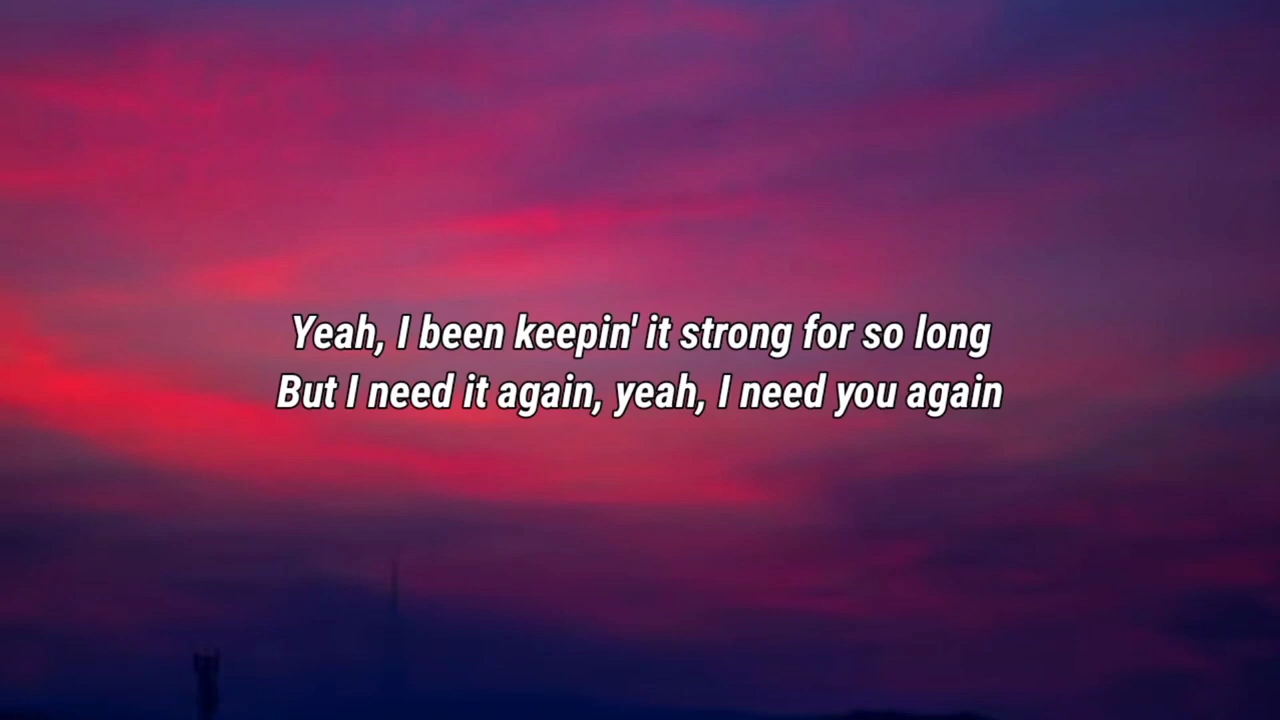 Yeah, I been keepin' it strong for so long
But I need it again, yeah, I need you again